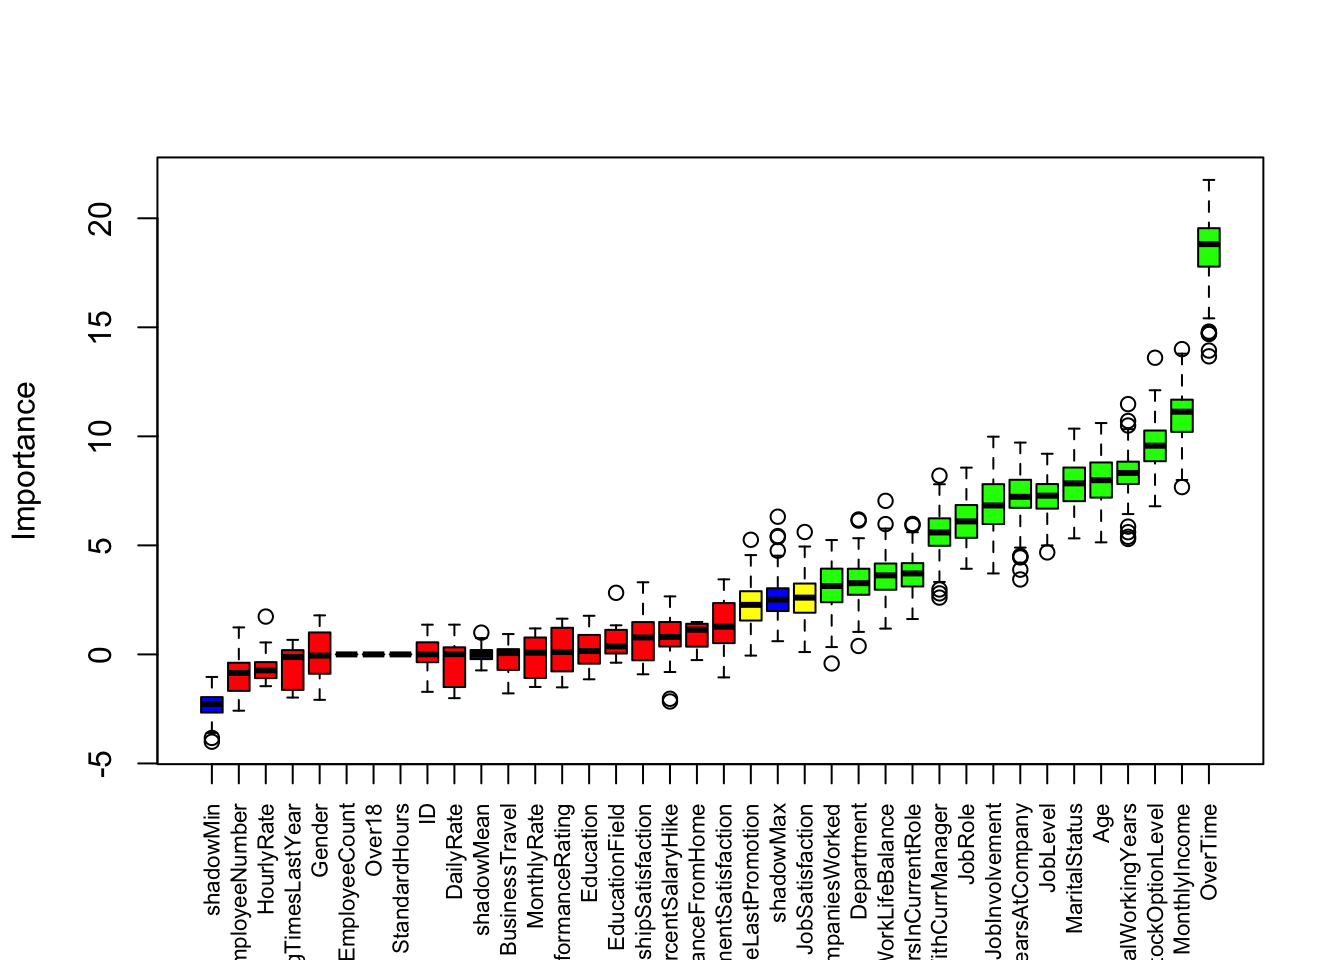 Importance
20
15
10
5
0
-5
shadowMin
mployeeNumber
HourlyRate
gTimesLastYear
Gender
EmployeeCount
Over18
StandardHours
ID
DailyRate
shadowMean
BusinessTravel
MonthlyRate
formanceRating
Education
EducationField
shipSatisfaction
rcentSalaryHike
anceFromHome
mentSatisfaction
eLastPromotion
shadowMax
JobSatisfaction
mpaniesWorked
Department
WorkLifeBalance
rsInCurrentRole
ithCurrManager
JobRole
JobInvolvement
earsAtCompany
JobLevel
MaritalStatus
Age
alWorkingYears
tockOptionLevel
MonthlyIncome
OverTime